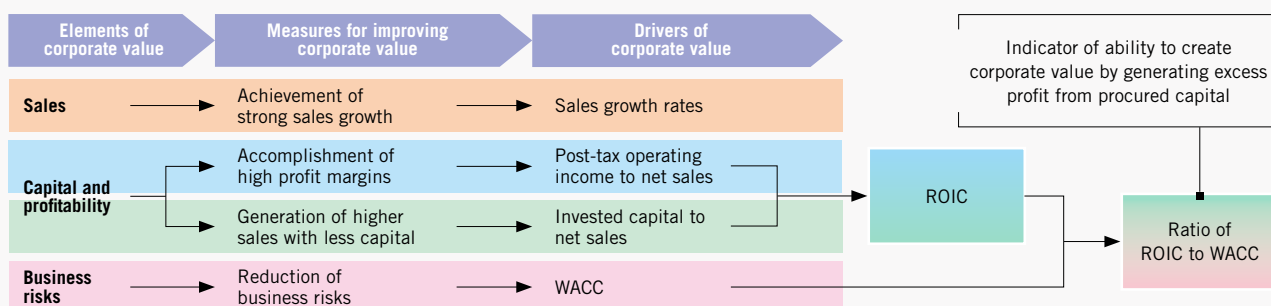 Elements of
corporate value
Measures for improving
corporate value
Drivers of
corporate value
Indicator of ability to create
corporate value by generating excess
profit from procured capital
Sales
Achievement of
strong sales growth
Sales growth rates
Capital and
profitability
Accomplishment of
high profit margins
Post-tax operating
income to net sales
Generation of higher
sales with less capital
Invested capital to
net sales
ROIC
Ratio of
ROIC to WACC
Business
risks
Reduction of
business risks
WACC